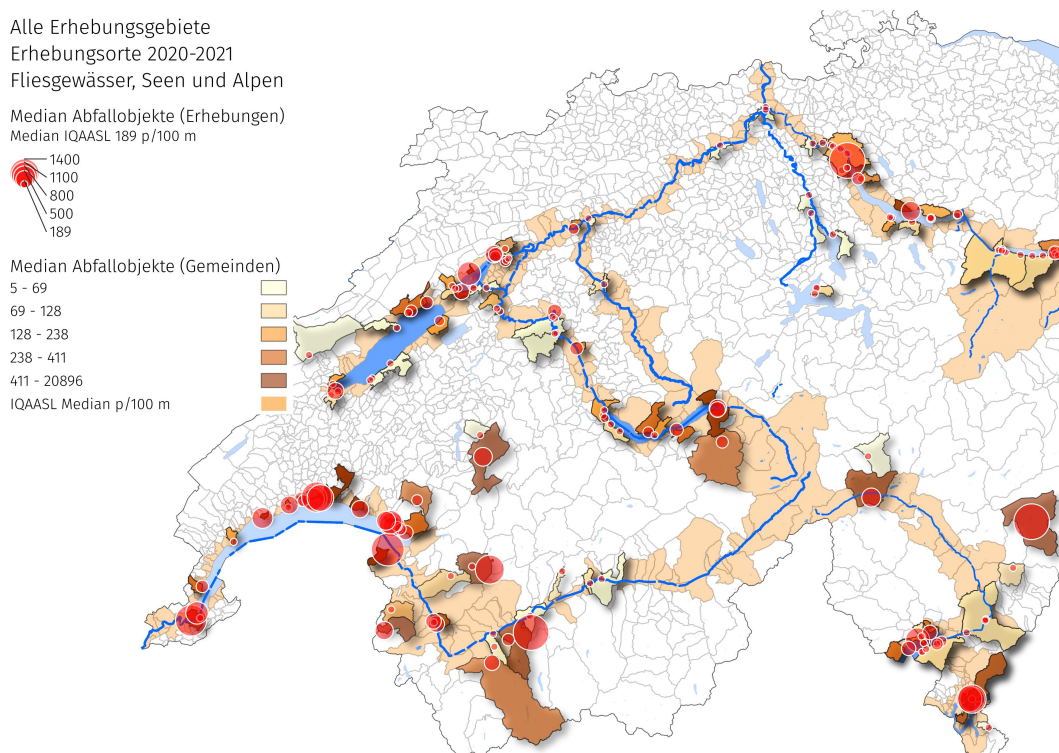 Alle Erhebungsgebiete
Erhebungsorte 2020-2021
Fliesgewässer, Seen und Alpen
Median Abfallobjekte (Erhebungen)
Median IQAASL 189 p/100 m
1400
1100
800
500
189
Median Abfallobjekte (Gemeinden)
5 - 69
69 - 128
128 - 238
238 - 411
411 - 20896
IQAASL Median p/100 m